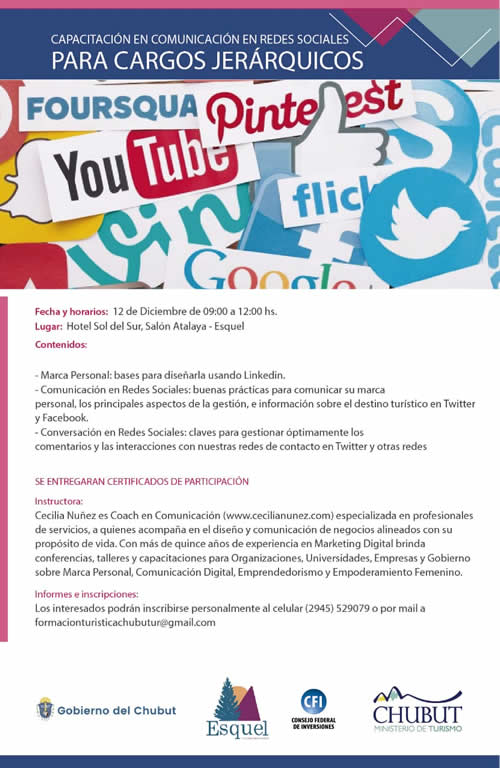 CAPACITACIÓN EN COMUNICACIÓN EN REDES SOCIALES
PARA CARGOS JERÁRQUICOS
FOURSQUA
Pinterest
YouTube
flick
Vin
Google
Fecha y horarios: 12 de Diciembre de 09:00 a 12:00 hs.
Lugar: Hotel Sol del Sur, Salón Atalaya - Esquel
Contenidos:
- Marca Personal: bases para diseñarla usando Linkedin.
- Comunicación en Redes Sociales: buenas prácticas para comunicar su marca
personal, los principales aspectos de la gestión, e información sobre el destino turístico en Twitter
y Facebook.
- Conversación en Redes Sociales: claves para gestionar óptimamente los
comentarios y las interacciones con nuestras redes de contacto en Twitter y otras redes
SE ENTREGARAN CERTIFICADOS DE PARTICIPACIÓN
Instructora:
Cecilia Nuñez es Coach en Comunicación (www.cecilianunez.com) especializada en profesionales
de servicios, a quienes acompaña en el diseño y comunicación de negocios alineados con su
propósito de vida. Con más de quince años de experiencia en Marketing Digital brinda
conferencias, talleres y capacitaciones para Organizaciones, Universidades, Empresas y Gobierno
sobre Marca Personal, Comunicación Digital, Emprendedorismo y Empoderamiento Femenino.
Informes e inscripciones:
Los interesados podrán inscribirse personalmente al celular (2945) 529079 o por mail a
formacionturisticachubutur@gmail.com
Gobierno del Chubut
Esquel
CFI
CONSEJO FEDERAL
DE INVERSIONES
CHUBUT
MINISTERIO DE TURISMO